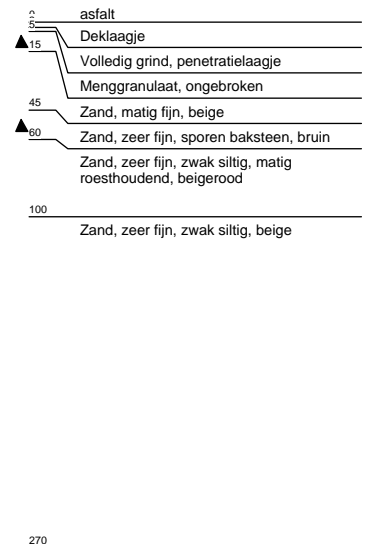 0 asfalt
5 Deklaagje
15
Volledig grind, penetratielaagje
Menggranulaat, ongebroken
45 Zand, matig fijn, beige
60 Zand, zeer fijn, sporen baksteen, bruin
Zand, zeer fijn, zwak siltig, matig
roesthoudend, beigerood
100
Zand, zeer fijn, zwak siltig, beige
270